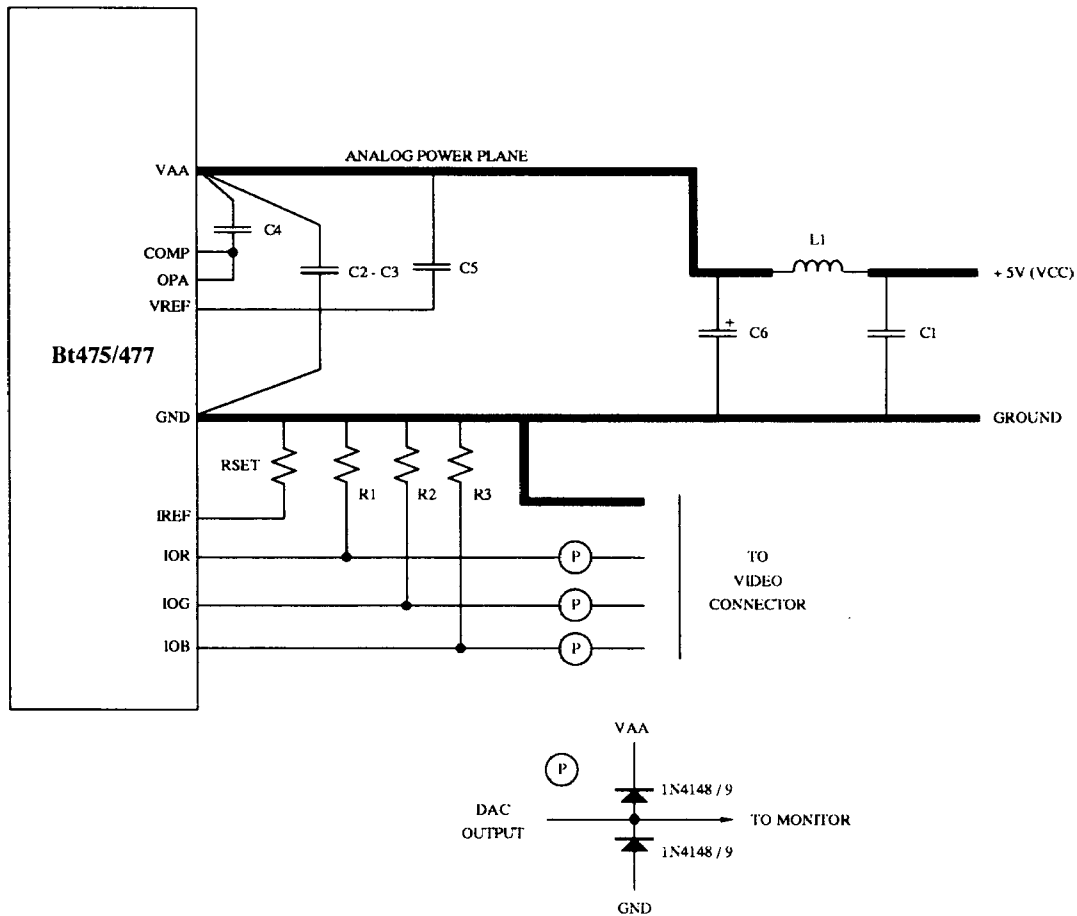 ANALOG POWER PLANE
VAA
C4
L1
COMP
C2 - C3
C5
+ 5V (VCC)
OPA
VREF
+
C6
C1
Bt475/477
GND
GROUND
RSET
R1
R2
R3
IREF
IOR
P
TO
VIDEO
CONNECTOR
IOG
P
IOB
P
VAA
P
1N4148 / 9
DAC
OUTPUT
TO MONITOR
1N4148 / 9
GND